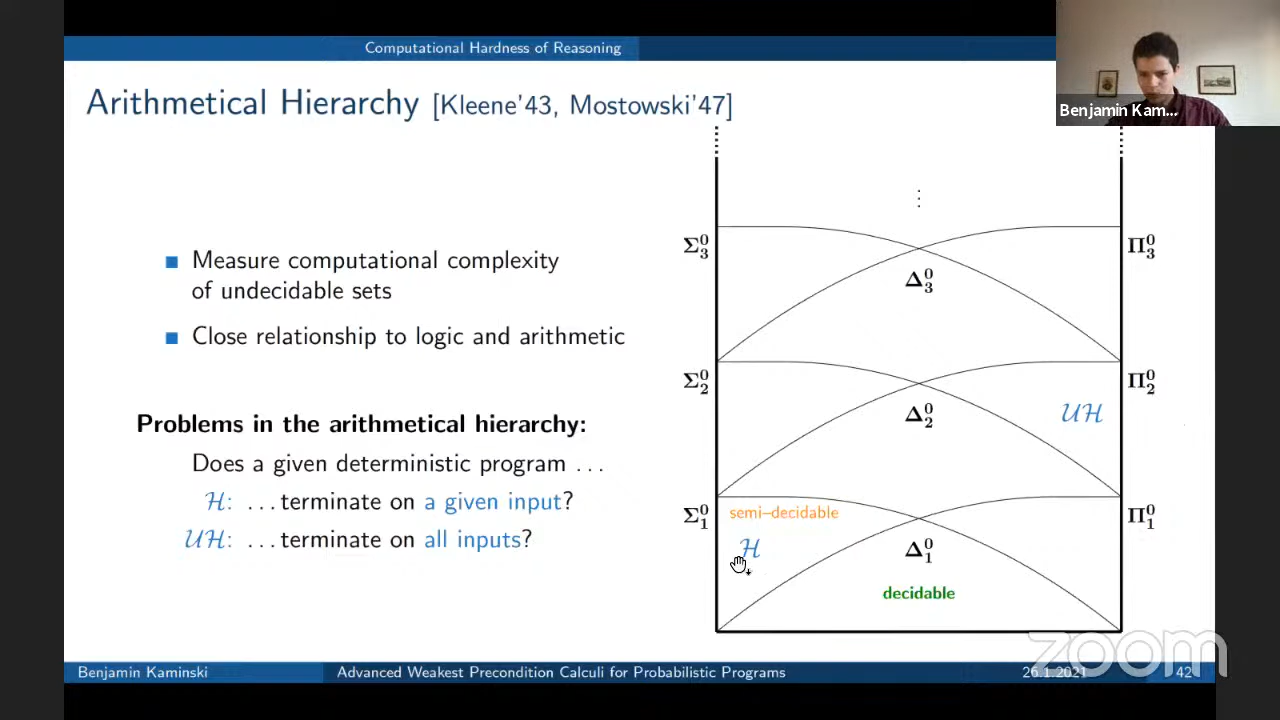 Computational Hardness of Reasoning
Benjamin Kam...
Arithmetical Hierarchy [Kleene'43, Mostowski'47]
Measure computational complexity
of undecidable sets
Close relationship to logic and arithmetic
Problems in the arithmetical hierarchy:
Does a given deterministic program . . .
ℋ: . . . terminate on a given input?
𝒰ℋ: . . . terminate on all inputs?
⋮
Σ⁰₃ Π⁰₃
Δ⁰₃
Σ⁰₂ Π⁰₂
Δ⁰₂ 𝒰ℋ
Σ⁰₁ semi–decidable Π⁰₁
ℋ Δ⁰₁
decidable
zoom
Benjamin Kaminski Advanced Weakest Precondition Calculi for Probabilistic Programs 26.1.2021 42